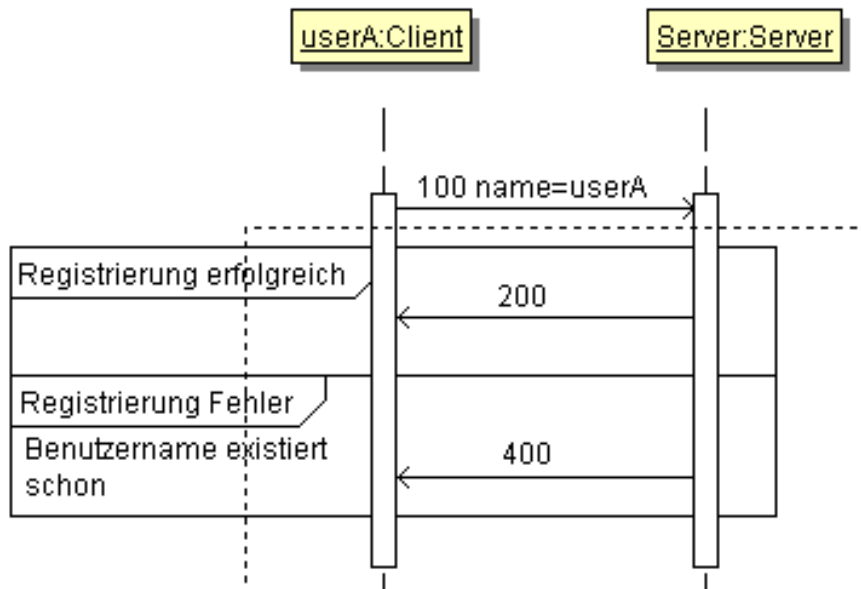 userA:Client
Server:Server
100 name=userA
Registrierung erfolgreich
200
Registrierung Fehler
Benutzername existiert
schon
400